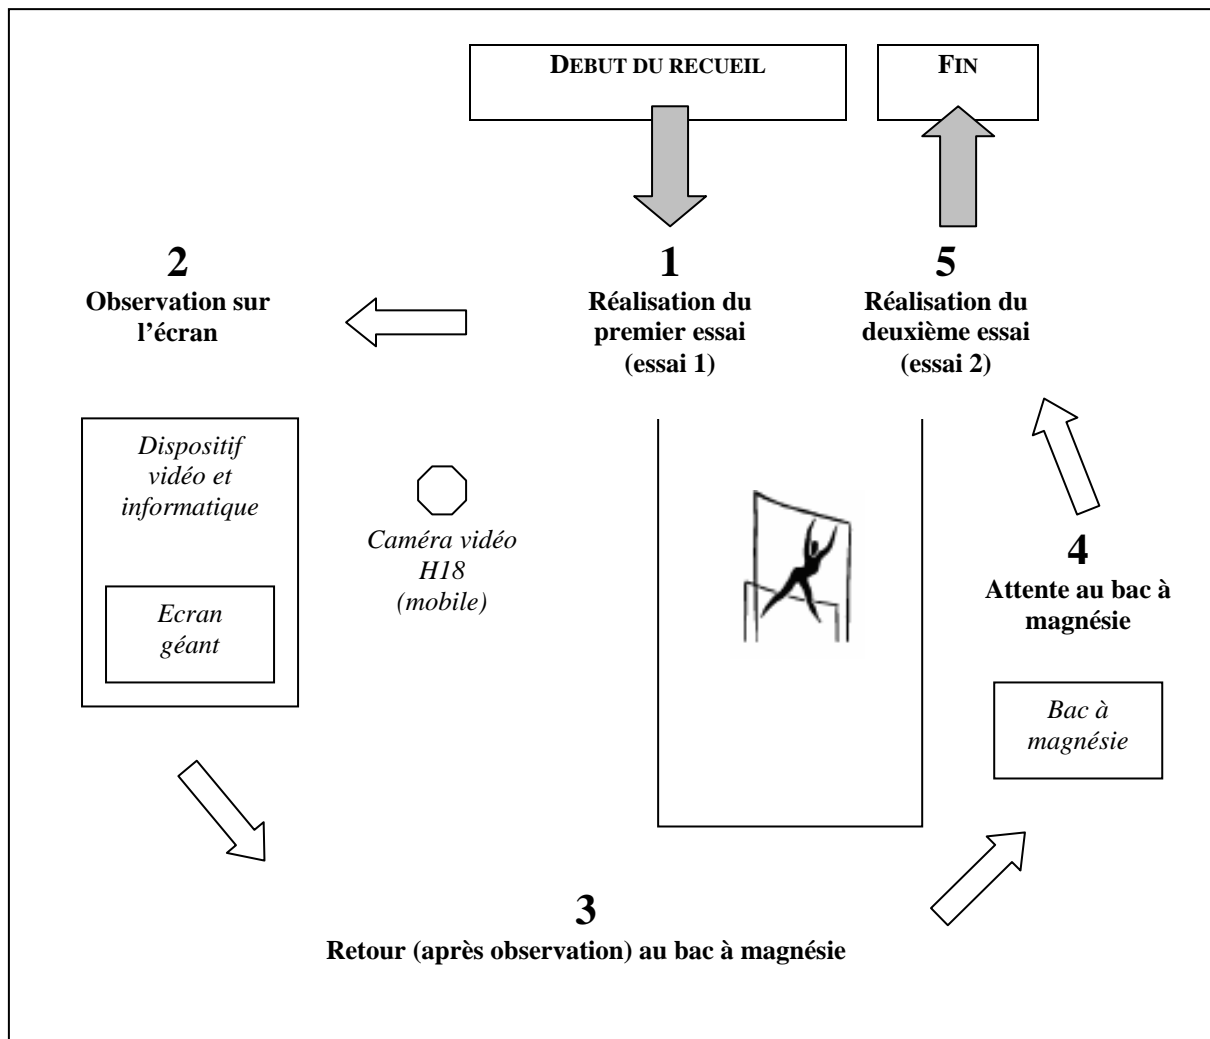 DEBUT DU RECUEIL
FIN
2
Observation sur
l’écran
1
Réalisation du
premier essai
(essai 1)
5
Réalisation du
deuxième essai
(essai 2)
Dispositif
vidéo et
informatique
Ecran
géant
Caméra vidéo
H18
(mobile)
4
Attente au bac à
magnésie
Bac à
magnésie
3
Retour (après observation) au bac à magnésie